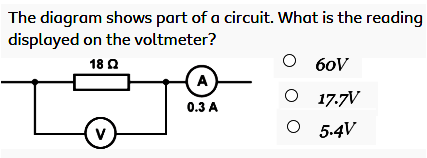 The diagram shows part of a circuit. What is the reading
displayed on the voltmeter?
18 Ω
60V
A
0.3 A
17.7V
V
5.4V